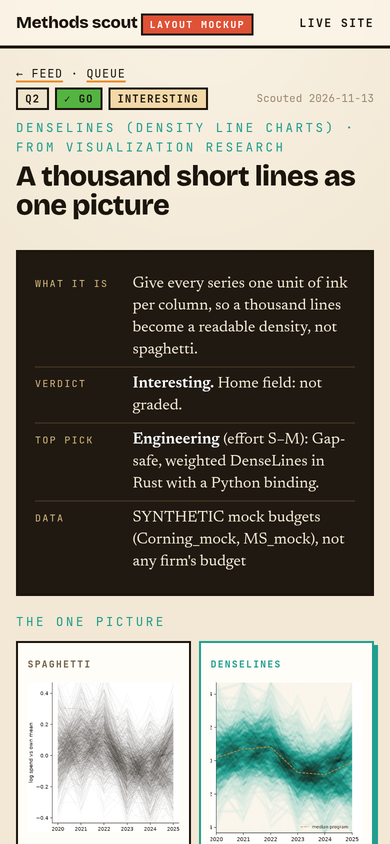 Methods scout LAYOUT MOCKUP LIVE SITE
← FEED · QUEUE
Q2 ✓ GO INTERESTING Scouted 2026-11-13
DENSELINES (DENSITY LINE CHARTS) ·
FROM VISUALIZATION RESEARCH
A thousand short lines as
one picture
WHAT IT IS Give every series one unit of ink
per column, so a thousand lines
become a readable density, not
spaghetti.
VERDICT Interesting. Home field: not
graded.
TOP PICK Engineering (effort S–M): Gap-
safe, weighted DenseLines in
Rust with a Python binding.
DATA SYNTHETIC mock budgets
(Corning_mock, MS_mock), not
any firm's budget
THE ONE PICTURE
SPAGHETTI
log spend vs own mean
0.4
0.2
0.0
−0.2
−0.4
2020 2021 2022 2023 2024 2025
DENSELINES
median program
2020 2021 2022 2023 2024 2025